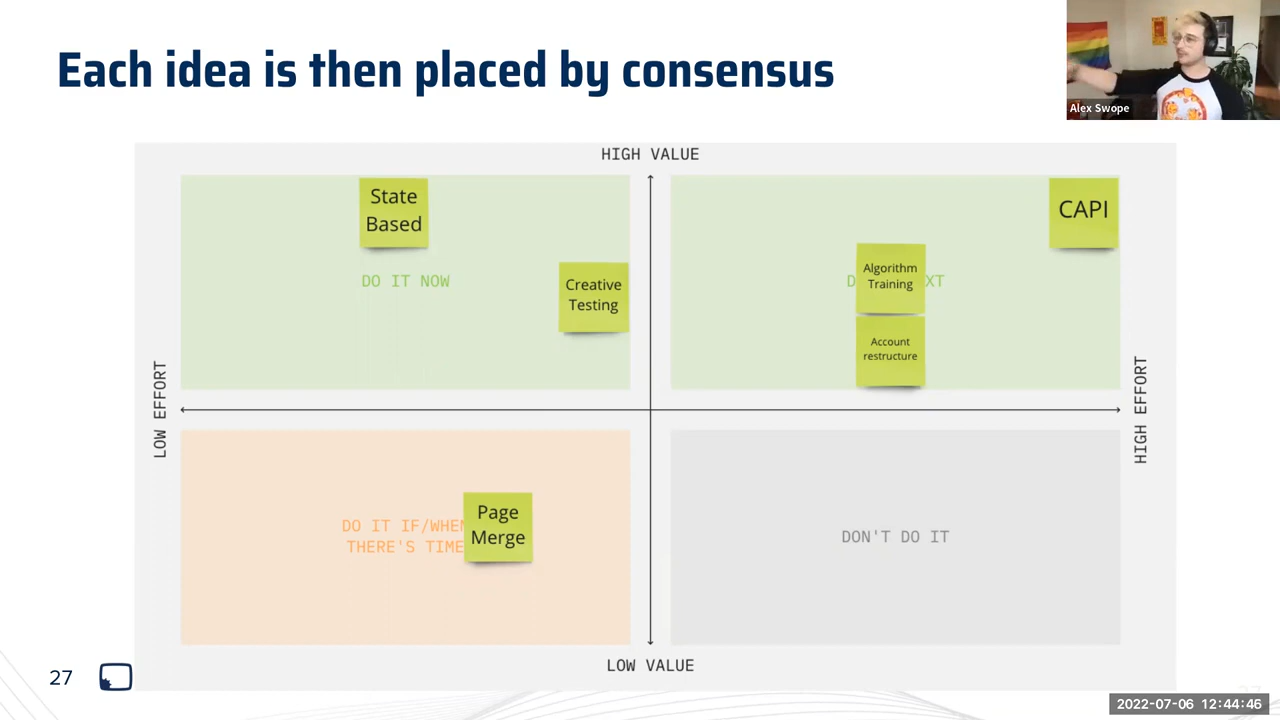 Each idea is then placed by consensus
Alex Swope
HIGH VALUE
State
Based
CAPI
DO IT NOW
Creative
Testing
Algorithm
Training
XT
Account
restructure
LOW EFFORT
HIGH EFFORT
DO IT IF/WHEN
THERE'S TIME
Page
Merge
DON'T DO IT
LOW VALUE
27
2022-07-06 12:44:46